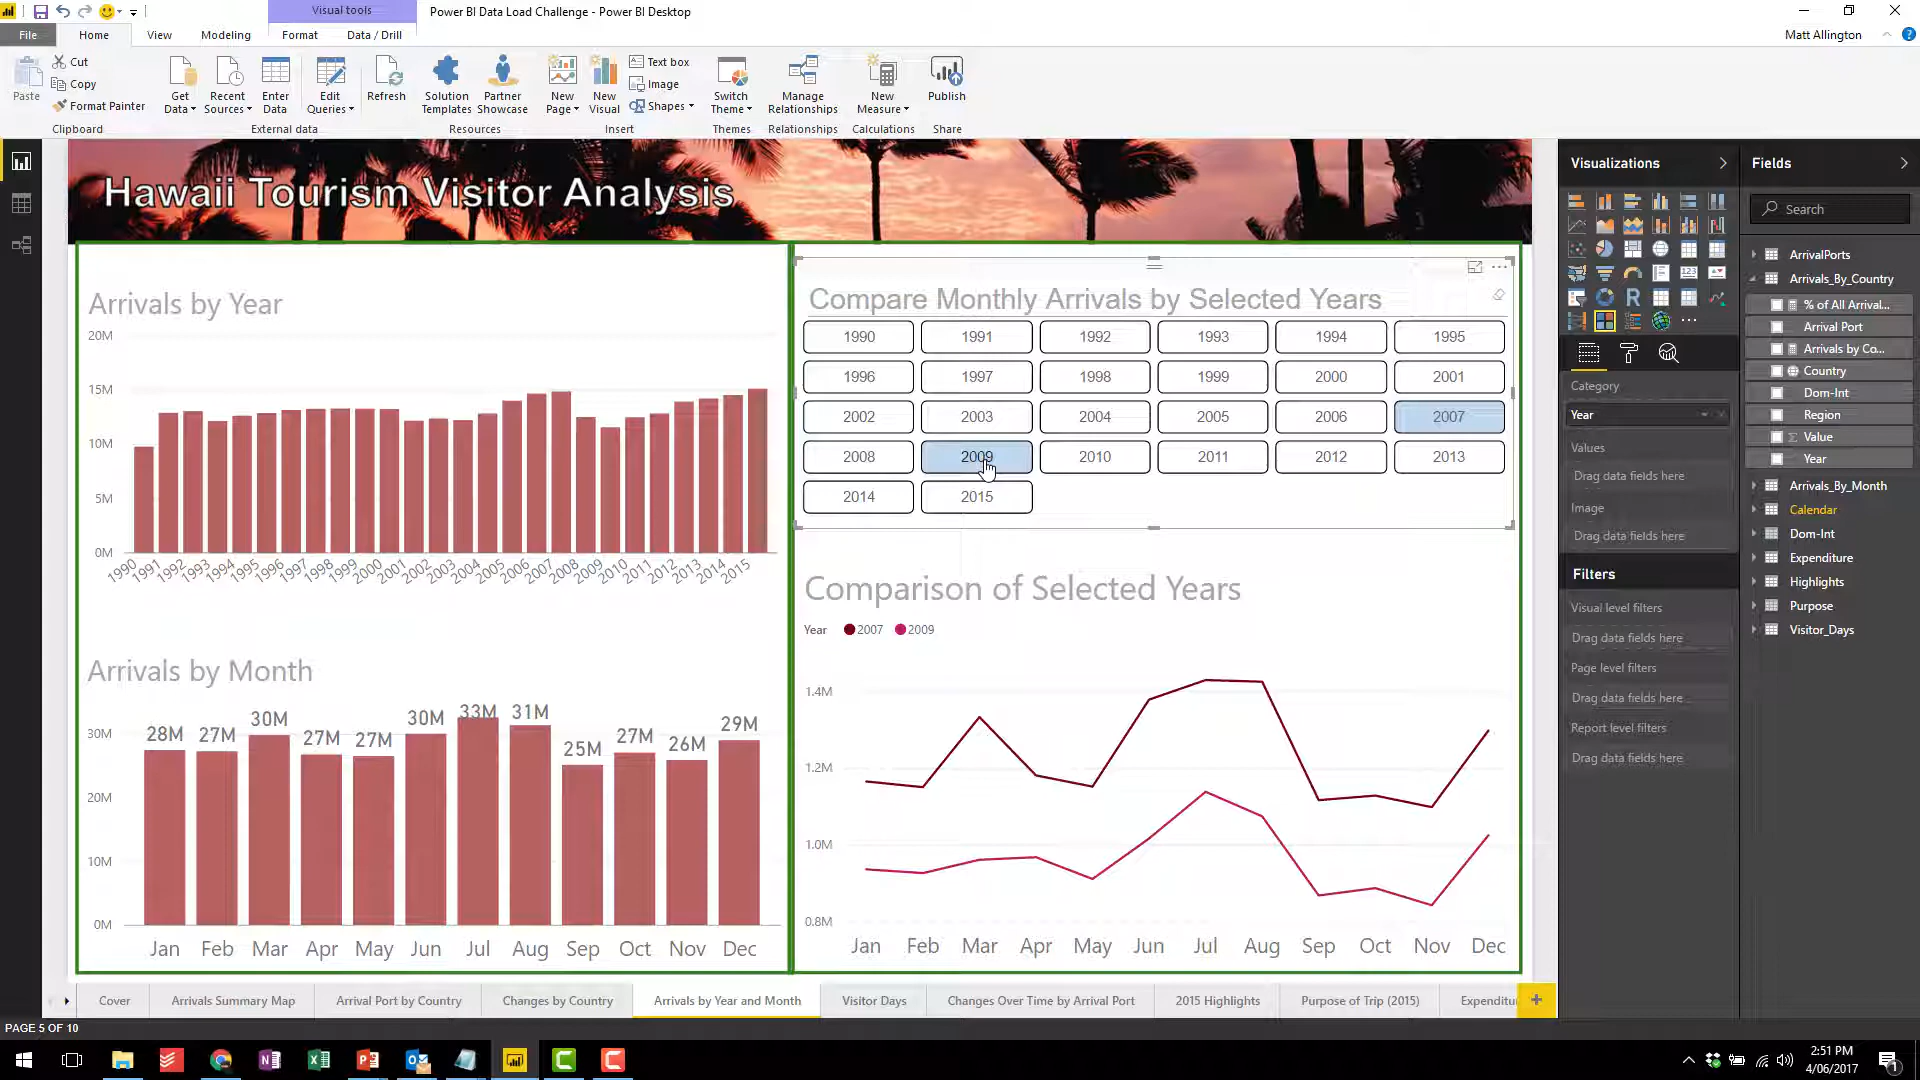 Visual tools
Power BI Data Load Challenge - Power BI Desktop
File
Home
View
Modeling
Format
Data / Drill
Matt Allington
Paste
Cut
Copy
Format Painter
Clipboard
Get Data
Recent Sources
Enter Data
Edit Queries
Refresh
External data
Solution Templates
Partner Showcase
Resources
New Page
New Visual
Text box
Image
Shapes
Insert
Switch Theme
Themes
Manage Relationships
Relationships
New Measure
Calculations
Publish
Share
Hawaii Tourism Visitor Analysis
Arrivals by Year
20M
15M
10M
5M
0M
1990 1991 1992 1993 1994 1995 1996 1997 1998 1999 2000 2001 2002 2003 2004 2005 2006 2007 2008 2009 2010 2011 2012 2013 2014 2015
Arrivals by Month
28M 27M 30M 27M 27M 30M 33M 31M 25M 27M 26M 29M
30M
20M
10M
0M
Jan Feb Mar Apr May Jun Jul Aug Sep Oct Nov Dec
Compare Monthly Arrivals by Selected Years
1990 1991 1992 1993 1994 1995
1996 1997 1998 1999 2000 2001
2002 2003 2004 2005 2006 2007
2008 2009 2010 2011 2012 2013
2014 2015
Comparison of Selected Years
Year 2007 2009
1.4M
1.2M
1.0M
0.8M
Jan Feb Mar Apr May Jun Jul Aug Sep Oct Nov Dec
Visualizations
R
123
Category
Year
Values
Drag data fields here
Image
Drag data fields here
Filters
Visual level filters
Drag data fields here
Page level filters
Drag data fields here
Report level filters
Drag data fields here
Fields
Search
ArrivalPorts
Arrivals_By_Country
% of All Arrival...
Arrival Port
Arrivals by Co...
Country
Dom-Int
Region
Σ Value
Year
Arrivals_By_Month
Calendar
Dom-Int
Expenditure
Highlights
Purpose
Visitor_Days
Cover
Arrivals Summary Map
Arrival Port by Country
Changes by Country
Arrivals by Year and Month
Visitor Days
Changes Over Time by Arrival Port
2015 Highlights
Purpose of Trip (2015)
Expenditu
+
PAGE 5 OF 10
2:51 PM
4/06/2017
1